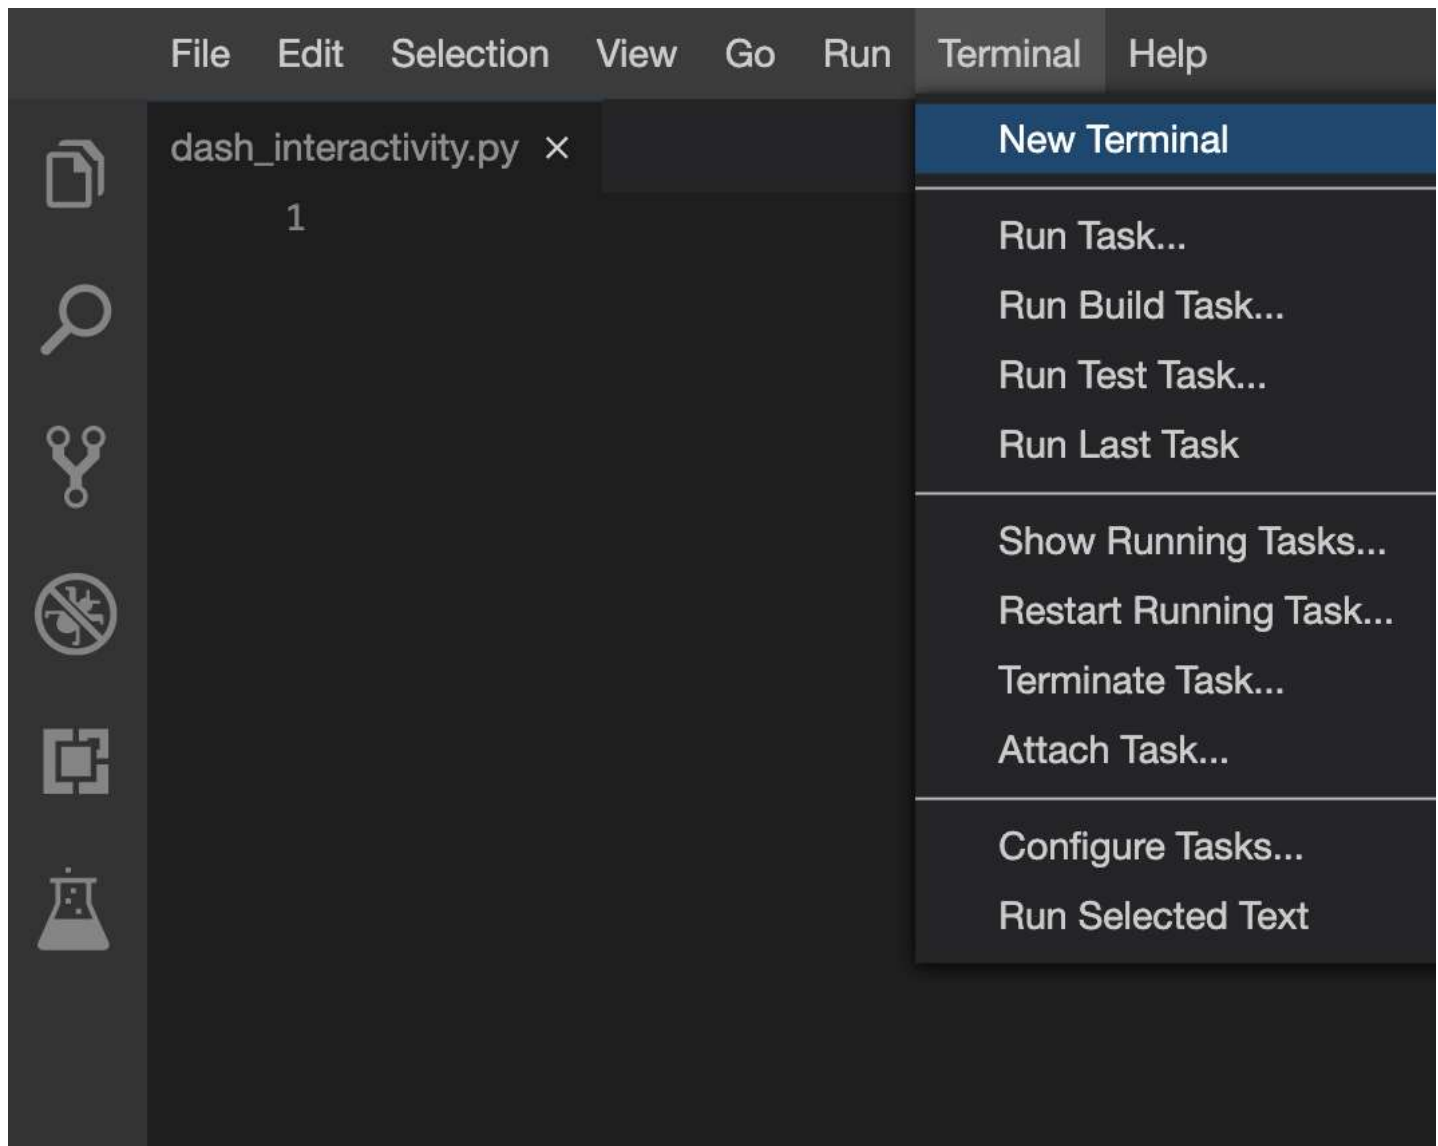 File Edit Selection View Go Run Terminal Help
dash_interactivity.py ×
1
New Terminal
Run Task...
Run Build Task...
Run Test Task...
Run Last Task
Show Running Tasks...
Restart Running Task...
Terminate Task...
Attach Task...
Configure Tasks...
Run Selected Text